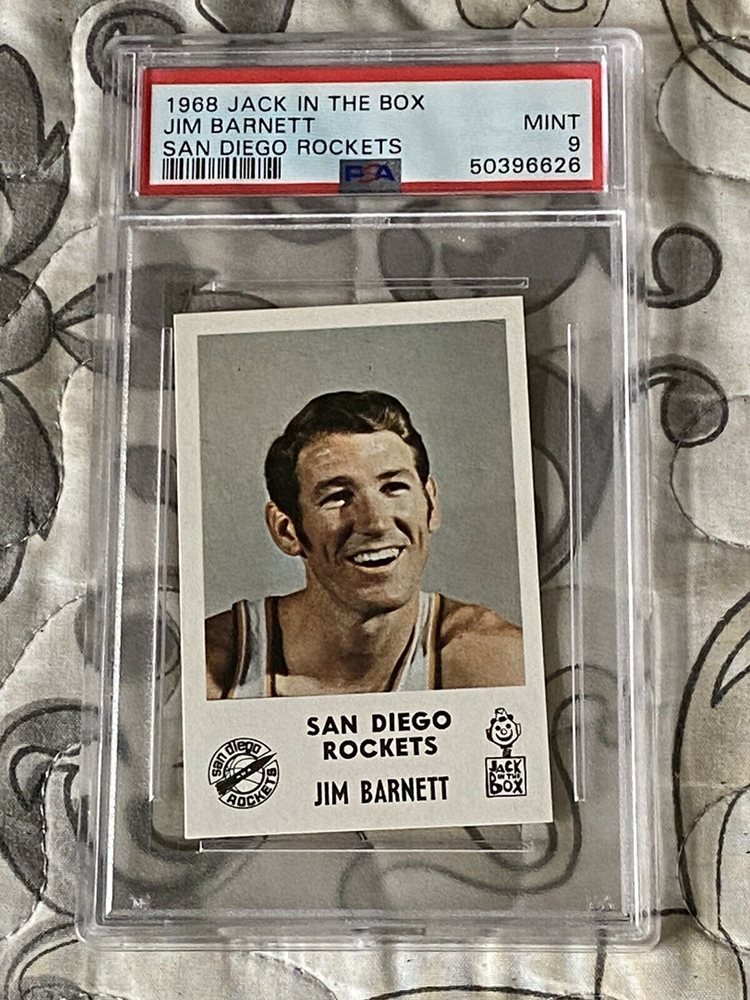 1968 JACK IN THE BOX
JIM BARNETT MINT
SAN DIEGO ROCKETS 9
PSA 50396626
SAN DIEGO
ROCKETS
JIM BARNETT
san diego
ROCKETS
JACK
IN THE
BOX